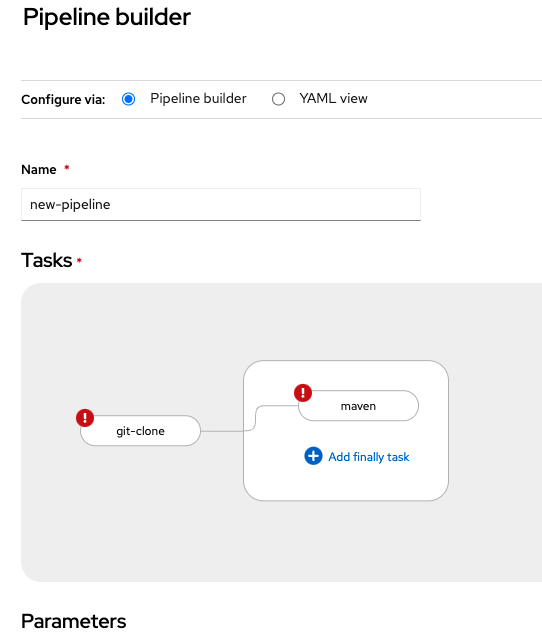 Pipeline builder
Configure via: Pipeline builder YAML view
Name *
new-pipeline
Tasks *
! maven
! git-clone
Add finally task
Parameters